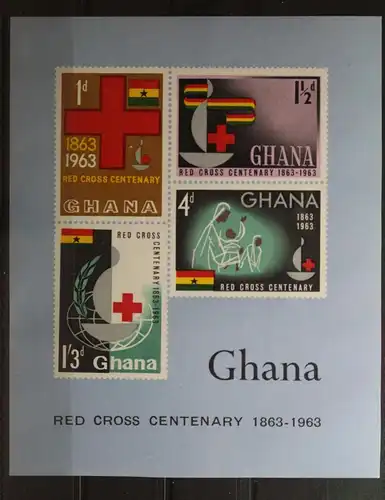 1d
1863
1963
RED CROSS CENTENARY
GHANA
1½d
GHANA
RED CROSS CENTENARY 1863-1963
RED CROSS
CENTENARY 1863-1963
1/3d
Ghana
4d
GHANA
1863
1963
RED CROSS CENTENARY
Ghana
RED CROSS CENTENARY 1863-1963